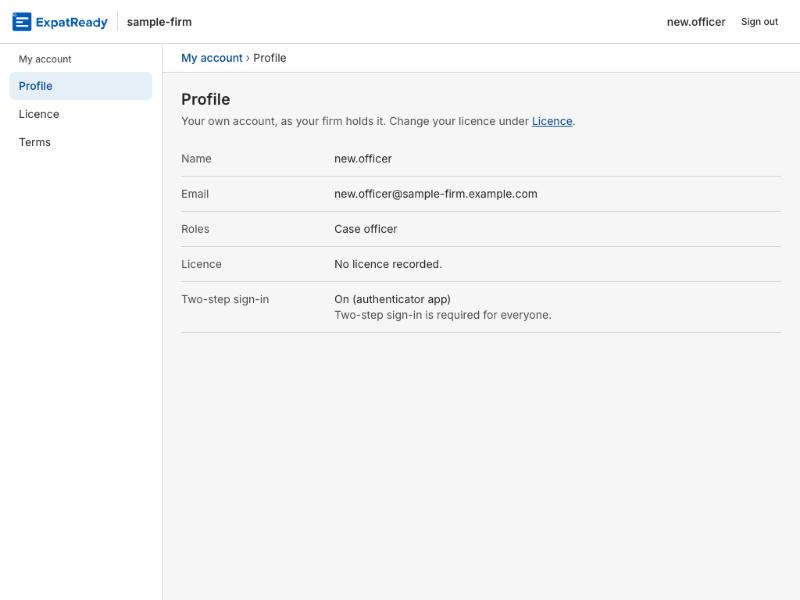 ExpatReady
sample-firm
new.officer
Sign out
My account
Profile
Licence
Terms
My account › Profile
Profile
Your own account, as your firm holds it. Change your licence under Licence.
Name
new.officer
Email
new.officer@sample-firm.example.com
Roles
Case officer
Licence
No licence recorded.
Two-step sign-in
On (authenticator app)
Two-step sign-in is required for everyone.